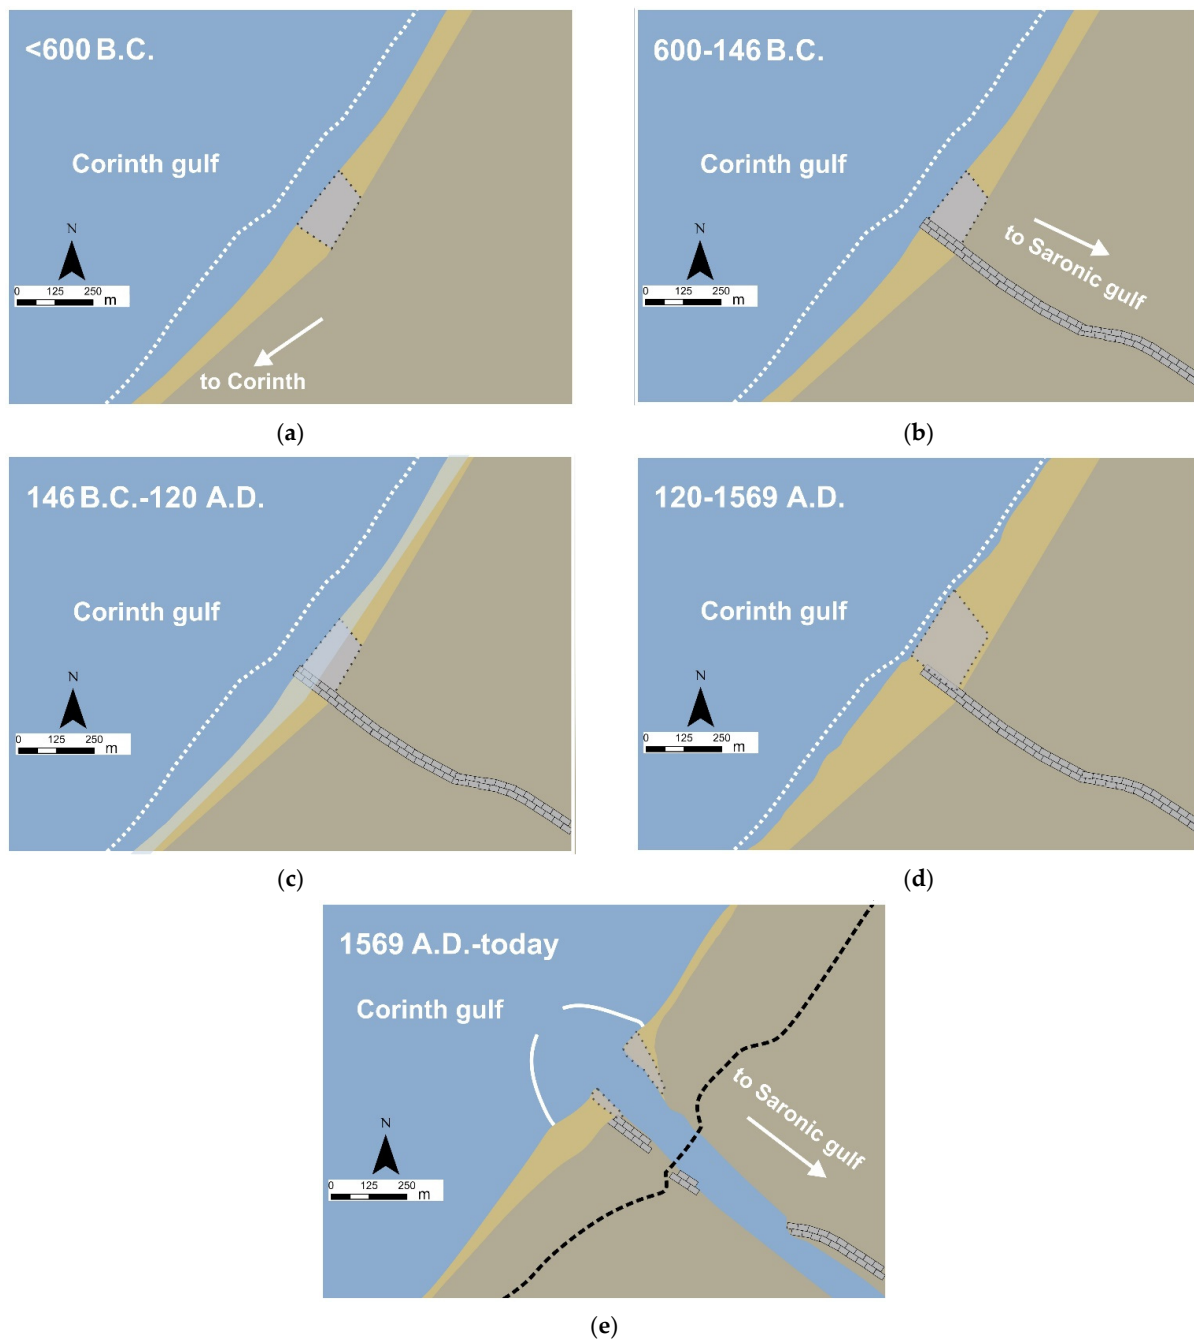 <600 B.C.
Corinth gulf
N
0 125 250
m
to Corinth
(a)
600-146 B.C.
Corinth gulf
to Saronic gulf
N
0 125 250
m
(b)
146 B.C.-120 A.D.
Corinth gulf
N
0 125 250
m
(c)
120-1569 A.D.
Corinth gulf
N
0 125 250
m
(d)
1569 A.D.-today
Corinth gulf
to Saronic gulf
N
0 125 250
m
(e)